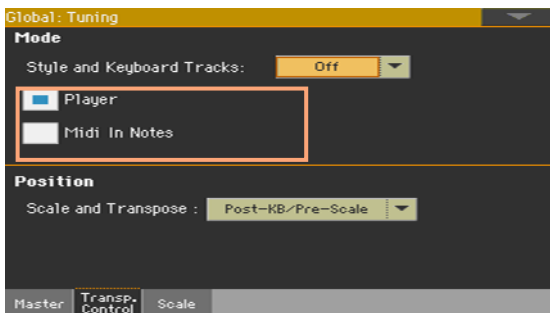 Global: Tuning
Mode
Style and Keyboard Tracks: Off
Player
Midi In Notes
Position
Scale and Transpose : Post-KB/Pre-Scale
Master Transp. Control Scale